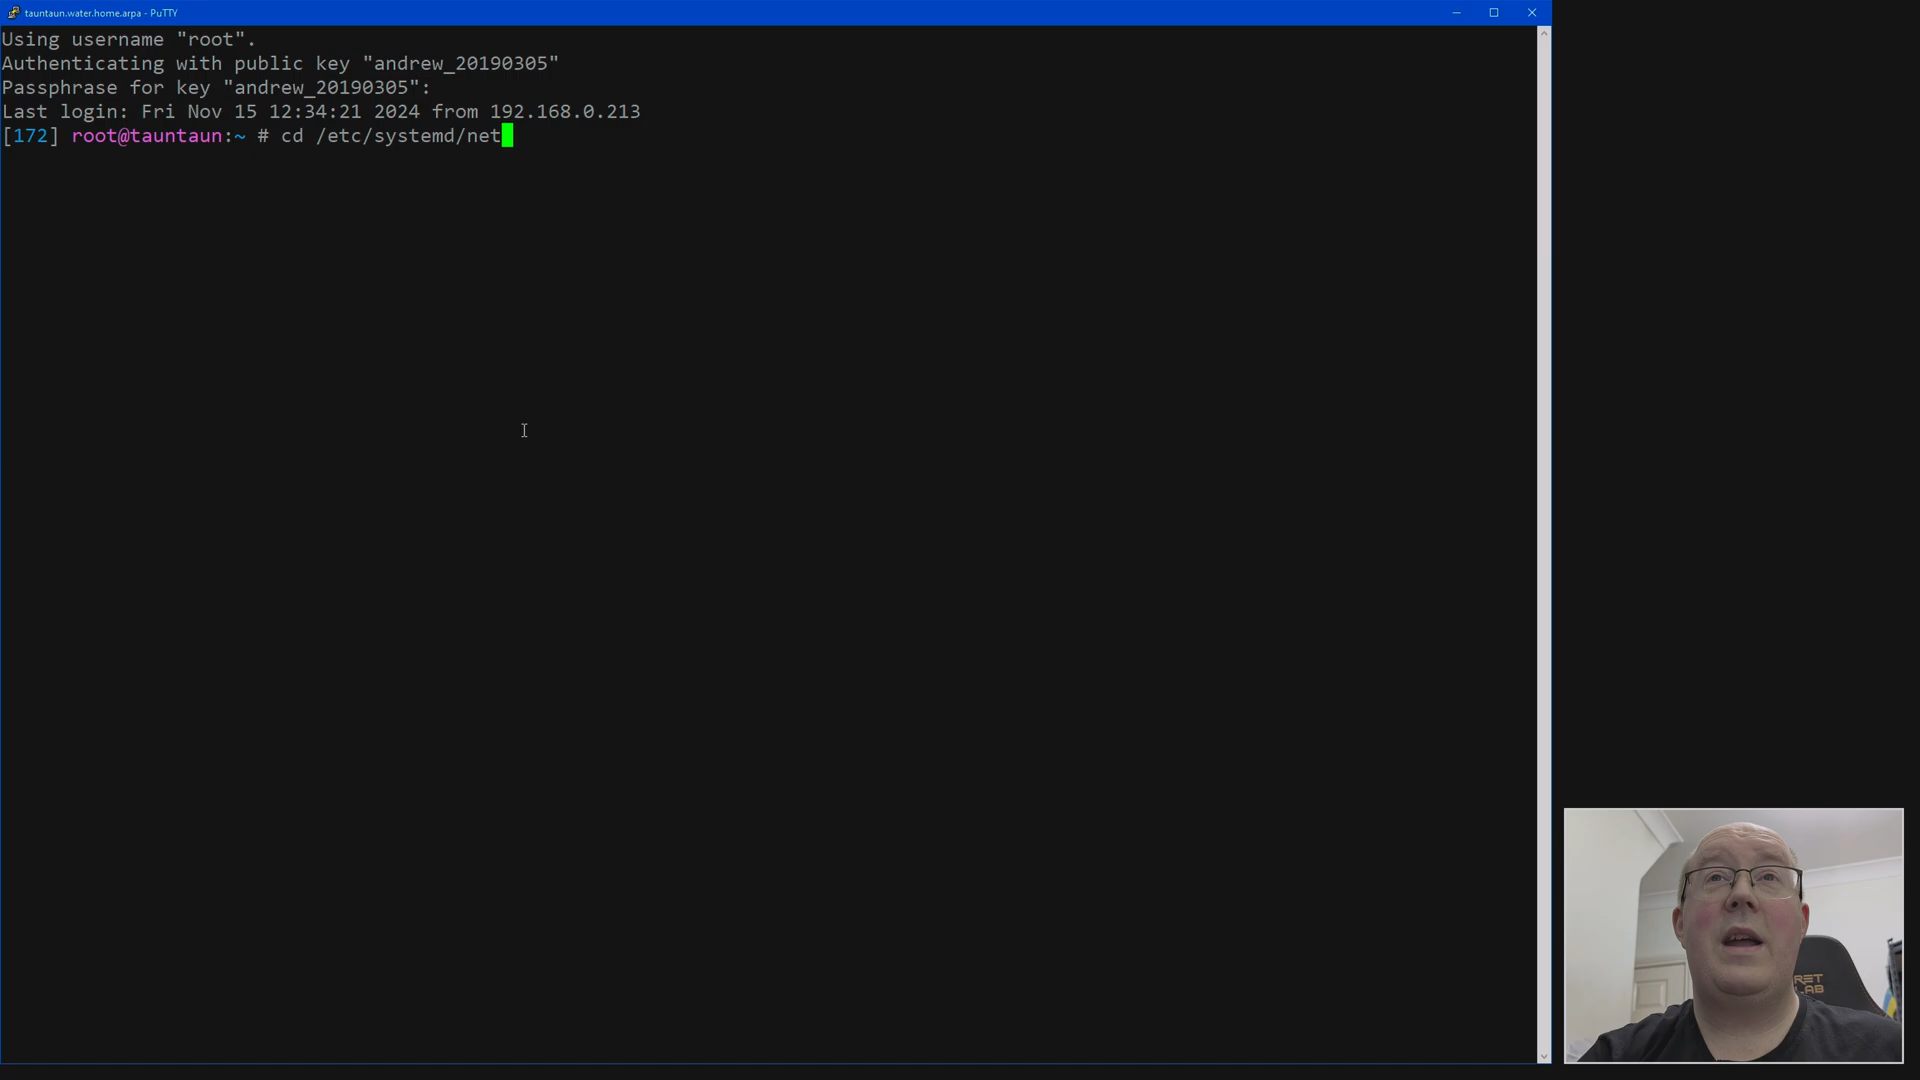 tauntaun.water.home.arpa - PuTTY
Using username "root".
Authenticating with public key "andrew_20190305"
Passphrase for key "andrew_20190305":
Last login: Fri Nov 15 12:34:21 2024 from 192.168.0.213
[172] root@tauntaun:~ # cd /etc/systemd/net
RET
LAB